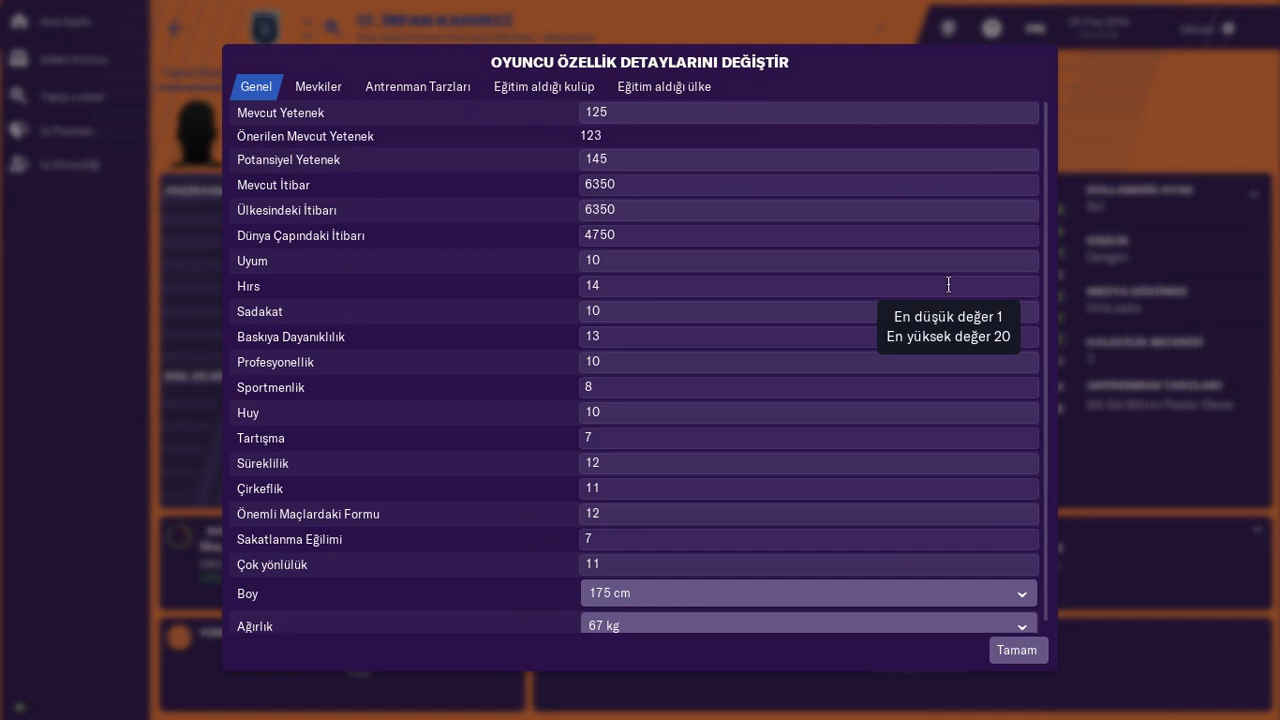 17. İRFAN KAHVECİ
OYUNCU ÖZELLİK DETAYLARINI DEĞİŞTİR
Genel Mevkiler Antrenman Tarzları Eğitim aldığı kulüp Eğitim aldığı ülke
Mevcut Yetenek 125
Önerilen Mevcut Yetenek 123
Potansiyel Yetenek 145
Mevcut İtibar 6350
Ülkesindeki İtibarı 6350
Dünya Çapındaki İtibarı 4750
Uyum 10
Hırs 14
Sadakat 10
En düşük değer 1
En yüksek değer 20
Baskıya Dayanıklılık 13
Profesyonellik 10
Sportmenlik 8
Huy 10
Tartışma 7
Süreklilik 12
Çirkeflik 11
Önemli Maçlardaki Formu 12
Sakatlanma Eğilimi 7
Çok yönlülük 11
Boy 175 cm
Ağırlık 67 kg
Tamam